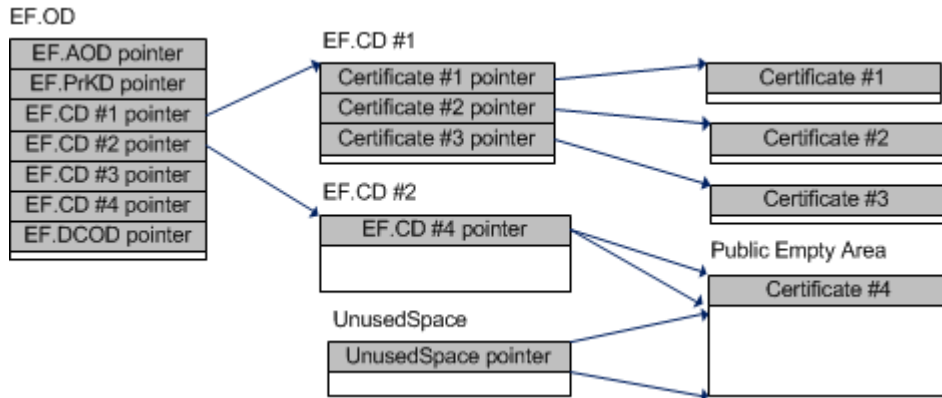 EF.OD
EF.AOD pointer
EF.PrKD pointer
EF.CD #1 pointer
EF.CD #2 pointer
EF.CD #3 pointer
EF.CD #4 pointer
EF.DCOD pointer
EF.CD #1
Certificate #1 pointer
Certificate #2 pointer
Certificate #3 pointer
EF.CD #2
EF.CD #4 pointer
UnusedSpace
UnusedSpace pointer
Certificate #1
Certificate #2
Certificate #3
Public Empty Area
Certificate #4